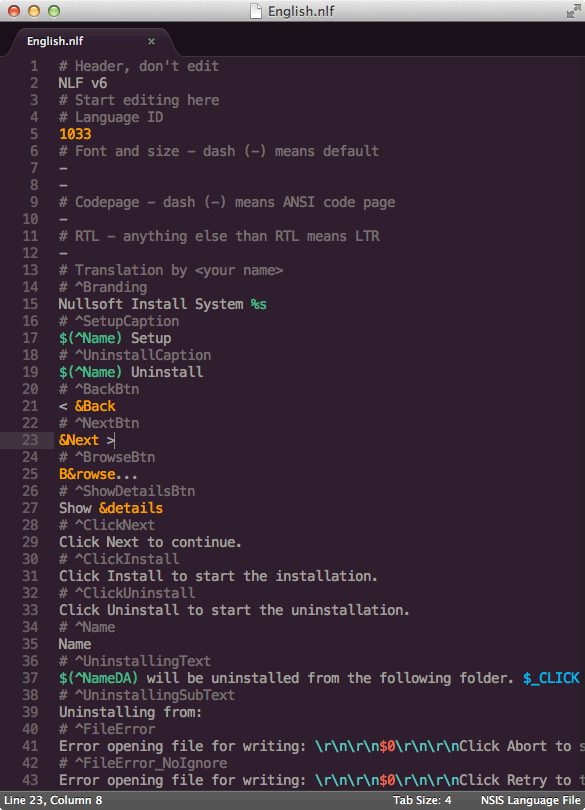 English.nlf
English.nlf ×
1 # Header, don't edit
2 NLF v6
3 # Start editing here
4 # Language ID
5 1033
6 # Font and size - dash (-) means default
7 -
8 -
9 # Codepage - dash (-) means ANSI code page
10 -
11 # RTL - anything else than RTL means LTR
12 -
13 # Translation by <your name>
14 # ^Branding
15 Nullsoft Install System %s
16 # ^SetupCaption
17 $(^Name) Setup
18 # ^UninstallCaption
19 $(^Name) Uninstall
20 # ^BackBtn
21 < &Back
22 # ^NextBtn
23 &Next >
24 # ^BrowseBtn
25 B&rowse...
26 # ^ShowDetailsBtn
27 Show &details
28 # ^ClickNext
29 Click Next to continue.
30 # ^ClickInstall
31 Click Install to start the installation.
32 # ^ClickUninstall
33 Click Uninstall to start the uninstallation.
34 # ^Name
35 Name
36 # ^UninstallingText
37 $(^NameDA) will be uninstalled from the following folder. $_CLICK
38 # ^UninstallingSubText
39 Uninstalling from:
40 # ^FileError
41 Error opening file for writing: \r\n\r\n$0\r\n\r\nClick Abort to s
42 # ^FileError_NoIgnore
43 Error opening file for writing: \r\n\r\n$0\r\n\r\nClick Retry to t
Line 23, Column 8 Tab Size: 4 NSIS Language File